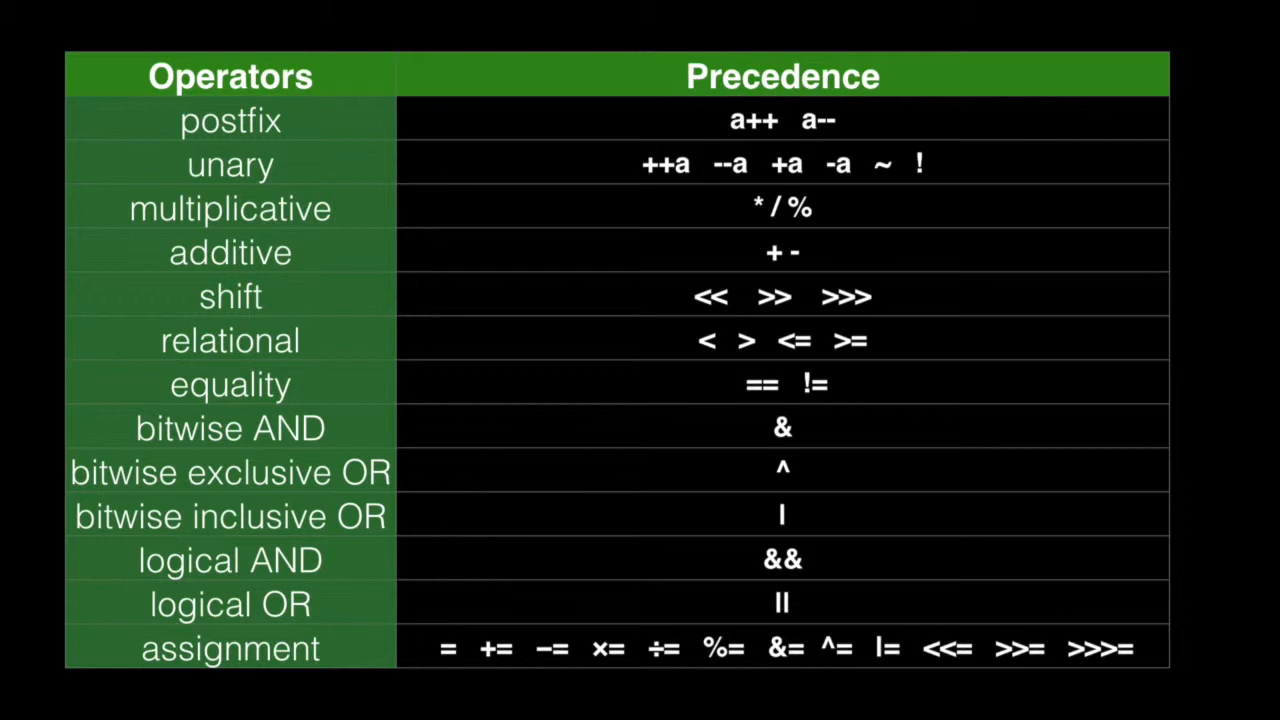 Operators Precedence
postfix a++ a--
unary ++a --a +a -a ~ !
multiplicative * / %
additive + -
shift << >> >>>
relational < > <= >=
equality == !=
bitwise AND &
bitwise exclusive OR ^
bitwise inclusive OR |
logical AND &&
logical OR ||
assignment = += −= ×= ÷= %= &= ^= |= <<= >>= >>>=